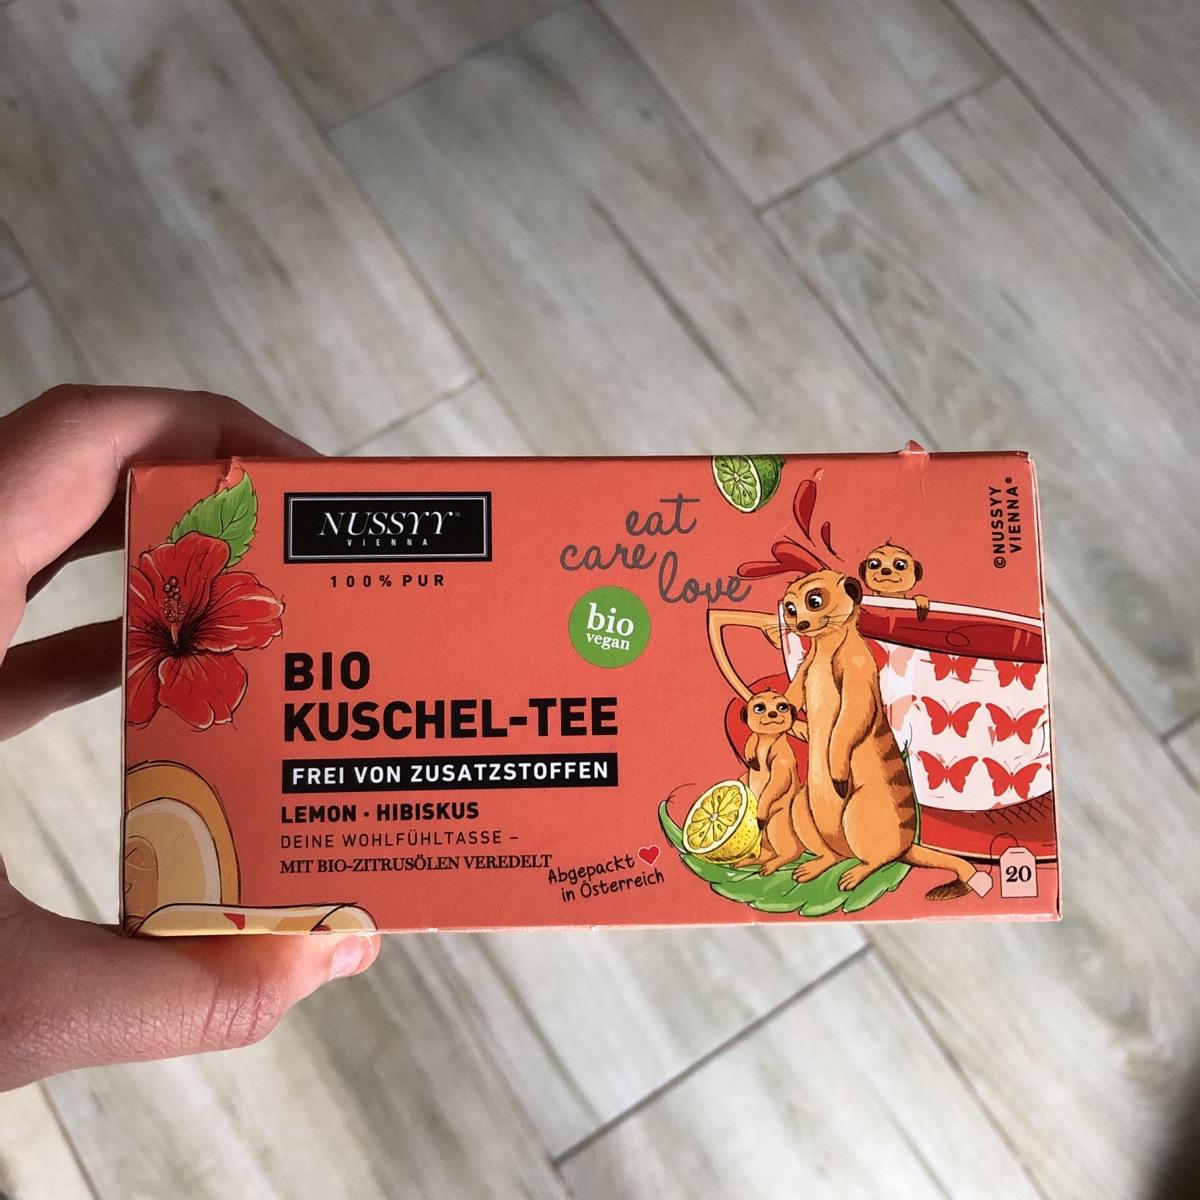 NUSSYY®
VIENNA
100% PUR
eat
care
love
bio
vegan
BIO
KUSCHEL-TEE
FREI VON ZUSATZSTOFFEN
LEMON · HIBISKUS
DEINE WOHLFÜHLTASSE –
MIT BIO-ZITRUSÖLEN VEREDELT
Abgepackt
in Österreich
20
©NUSSYY
VIENNA®